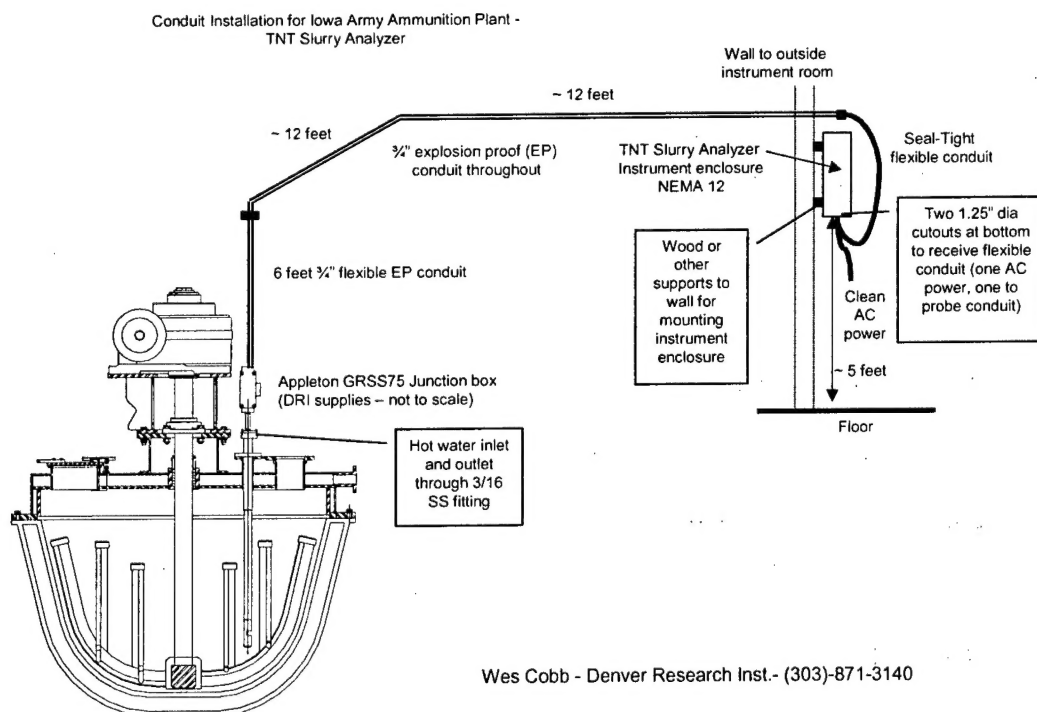 Conduit Installation for Iowa Army Ammunition Plant -
TNT Slurry Analyzer
Wall to outside
instrument room
~ 12 feet
~ 12 feet
¾" explosion proof (EP)
conduit throughout
TNT Slurry Analyzer
Instrument enclosure
NEMA 12
Seal-Tight
flexible conduit
Two 1.25" dia
cutouts at bottom
to receive flexible
conduit (one AC
power, one to
probe conduit)
Wood or
other
supports to
wall for
mounting
instrument
enclosure
6 feet ¾" flexible EP conduit
Clean
AC
power
~ 5 feet
Floor
Appleton GRSS75 Junction box
(DRI supplies – not to scale)
Hot water inlet
and outlet
through 3/16
SS fitting
Wes Cobb - Denver Research Inst.- (303)-871-3140